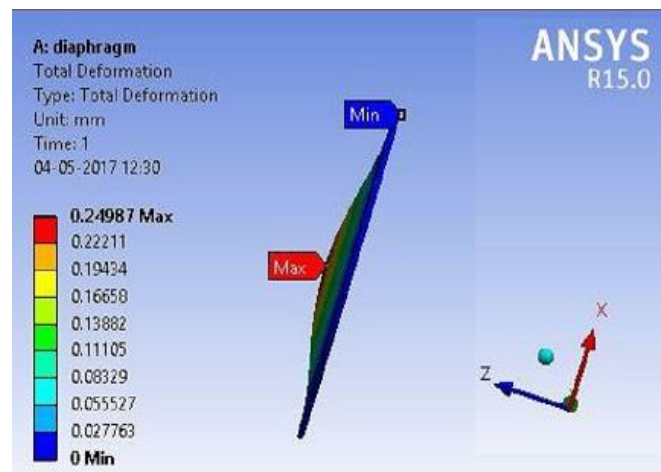 A: diaphragm
Total Deformation
Type: Total Deformation
Unit: mm
Time: 1
04-05-2017 12:30
0.24987 Max
0.22211
0.19434
0.16658
0.13882
0.11105
0.08329
0.055527
0.027763
0 Min
Min
Max
ANSYS
R15.0
X
Z